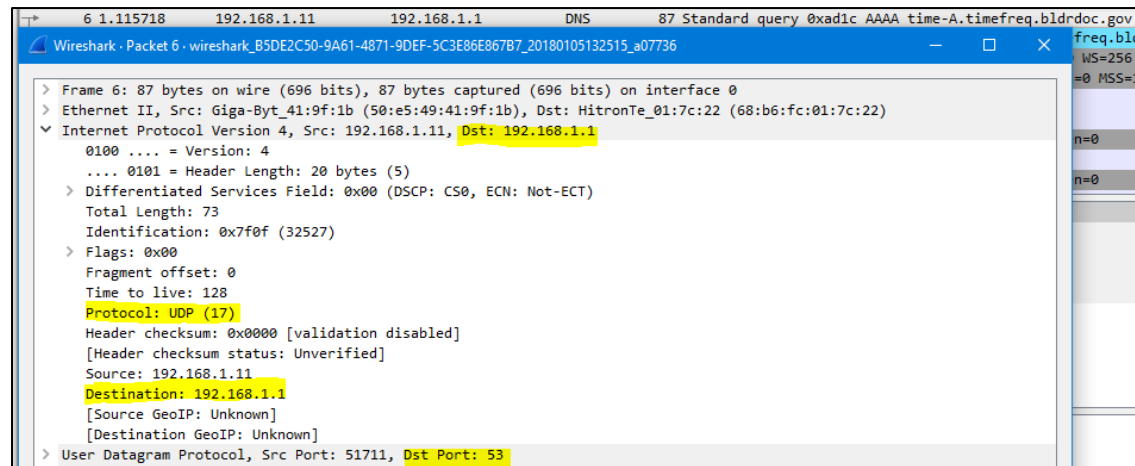 6 1.115718 192.168.1.11 192.168.1.1 DNS 87 Standard query 0xad1c AAAA time-A.timefreq.bldrdoc.gov
Wireshark · Packet 6 · wireshark_B5DE2C50-9A61-4871-9DEF-5C3E86E867B7_20180105132515_a07736
WS=256
=0 MSS=
n=0
n=0
> Frame 6: 87 bytes on wire (696 bits), 87 bytes captured (696 bits) on interface 0
> Ethernet II, Src: Giga-Byt_41:9f:1b (50:e5:49:41:9f:1b), Dst: HitronTe_01:7c:22 (68:b6:fc:01:7c:22)
Internet Protocol Version 4, Src: 192.168.1.11, Dst: 192.168.1.1
0100 .... = Version: 4
.... 0101 = Header Length: 20 bytes (5)
> Differentiated Services Field: 0x00 (DSCP: CS0, ECN: Not-ECT)
Total Length: 73
Identification: 0x7f0f (32527)
> Flags: 0x00
Fragment offset: 0
Time to live: 128
Protocol: UDP (17)
Header checksum: 0x0000 [validation disabled]
[Header checksum status: Unverified]
Source: 192.168.1.11
Destination: 192.168.1.1
[Source GeoIP: Unknown]
[Destination GeoIP: Unknown]
> User Datagram Protocol, Src Port: 51711, Dst Port: 53